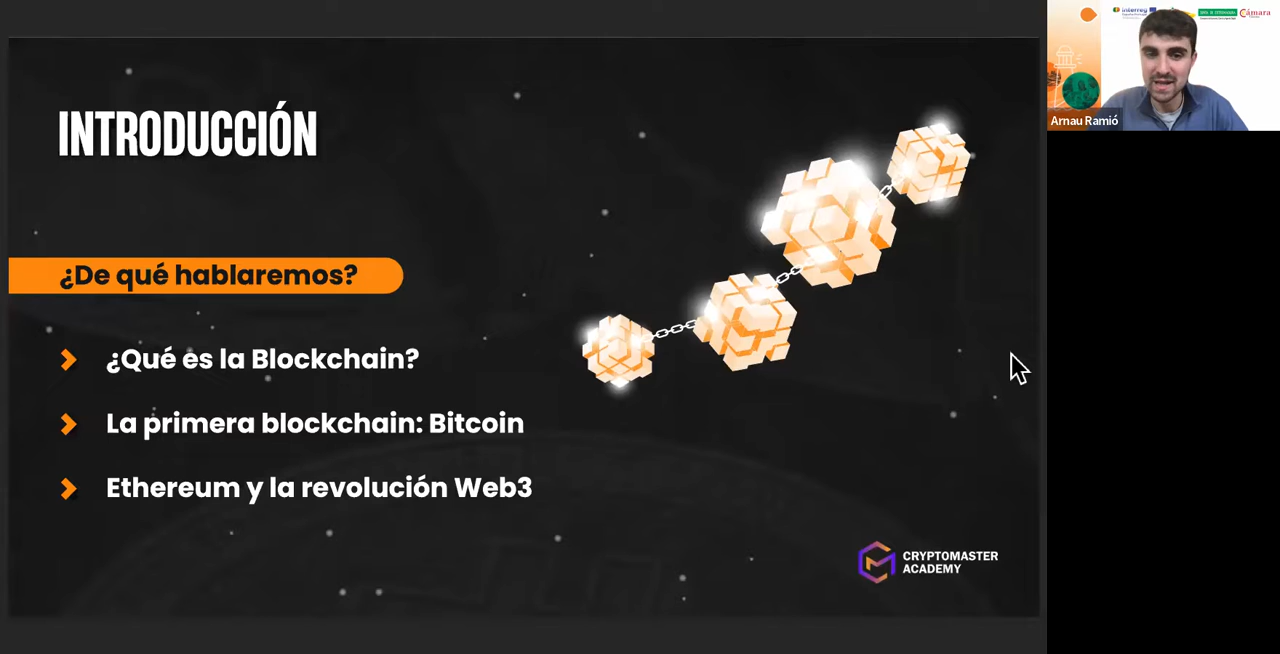 INTRODUCCIÓN
¿De qué hablaremos?
¿Qué es la Blockchain?
La primera blockchain: Bitcoin
Ethereum y la revolución Web3
CRYPTOMASTER
ACADEMY
Interreg
Cámara
Arnau Ramió